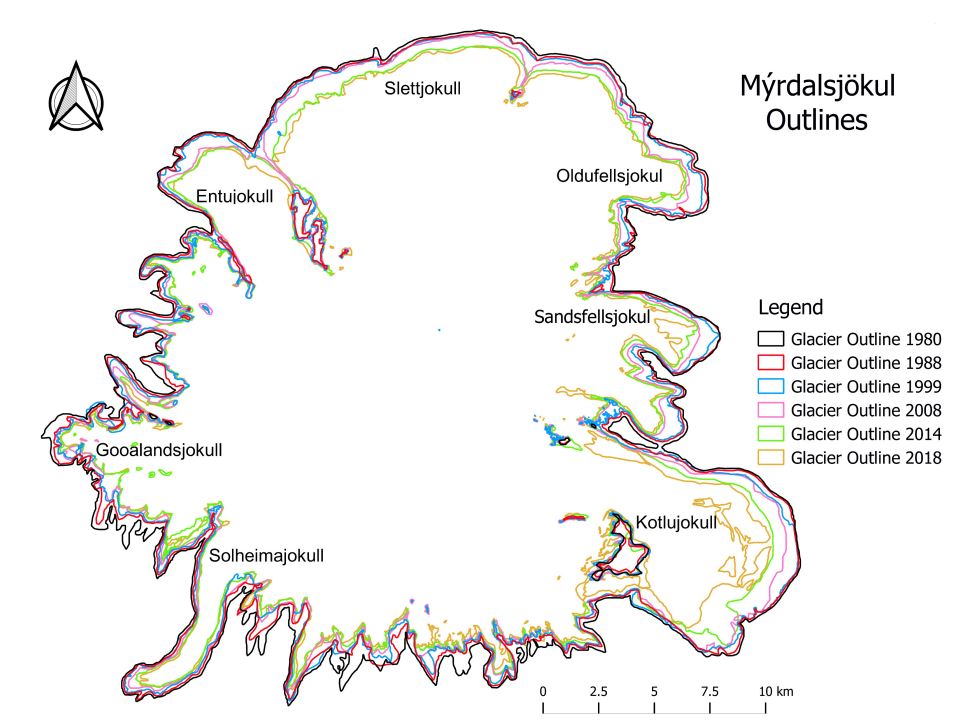 Mýrdalsjökul
Outlines
Slettjokull
Oldufellsjokul
Entujokull
Sandsfellsjokul
Legend
Glacier Outline 1980
Glacier Outline 1988
Glacier Outline 1999
Glacier Outline 2008
Glacier Outline 2014
Glacier Outline 2018
Gooalandsjokull
Kotlujokull
Solheimajokull
0 2.5 5 7.5 10 km